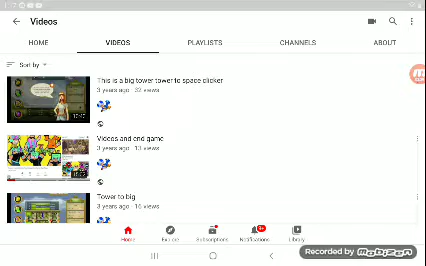 Videos
HOME
VIDEOS
PLAYLISTS
CHANNELS
ABOUT
Sort by
This is a big tower tower to space clicker
3 years ago · 32 views
Videos and end game
3 years ago · 13 views
Tower to big
3 years ago · 16 views
Home
Explore
Subscriptions
Notifications
Library
Recorded by
Mobizen